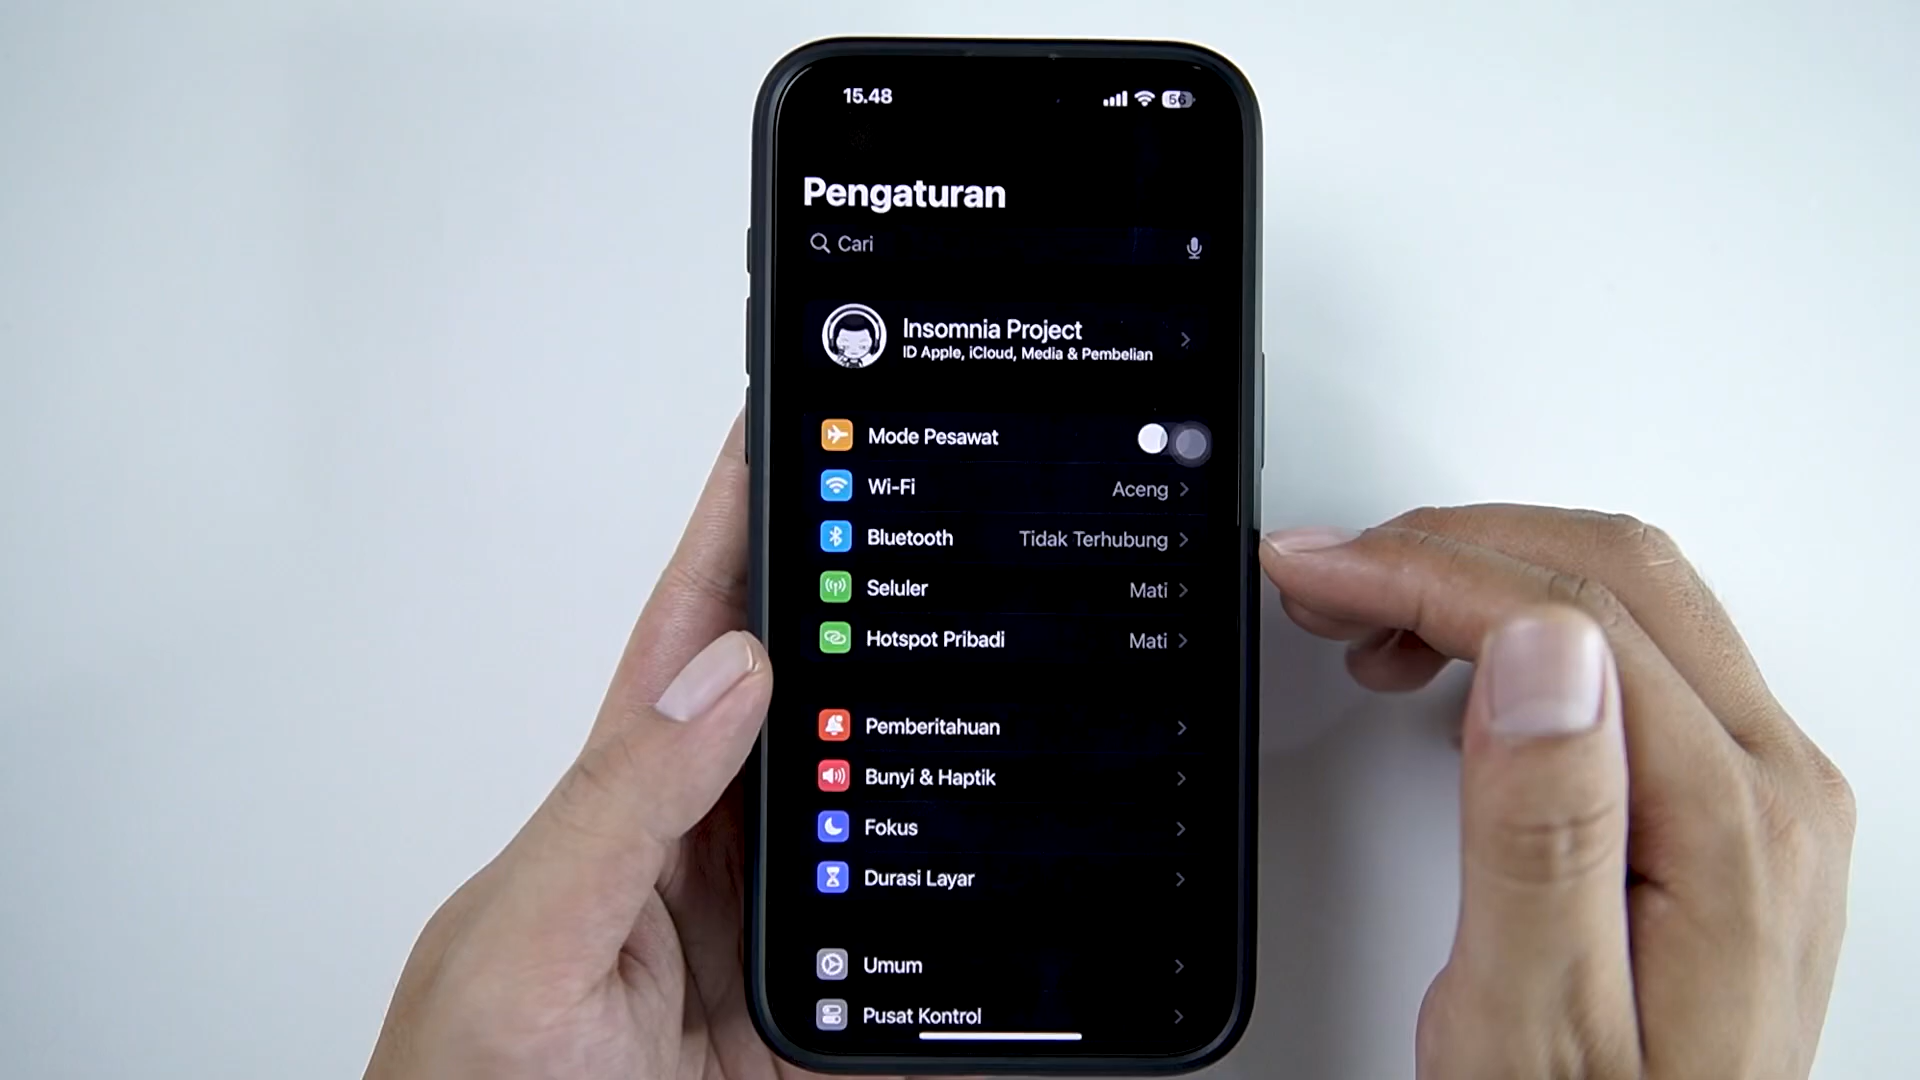 15.48
56
Pengaturan
Cari
Insomnia Project
ID Apple, iCloud, Media & Pembelian
Mode Pesawat
Wi-Fi Aceng
Bluetooth Tidak Terhubung
Seluler Mati
Hotspot Pribadi Mati
Pemberitahuan
Bunyi & Haptik
Fokus
Durasi Layar
Umum
Pusat Kontrol